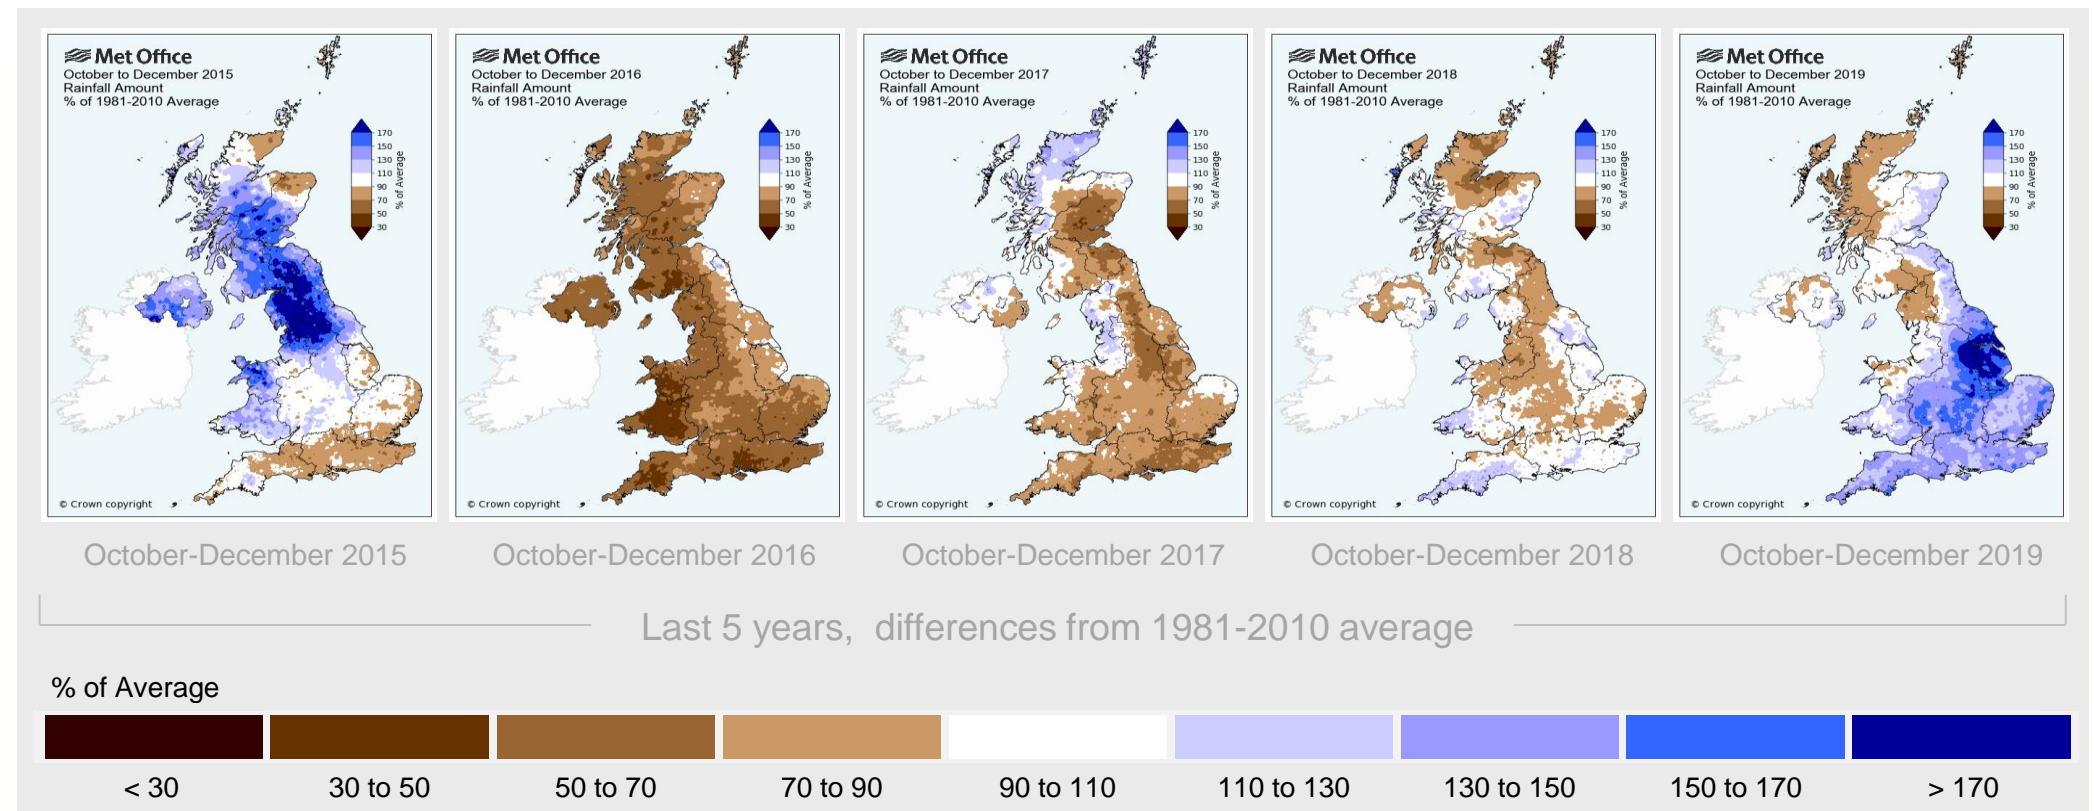 Met Office
October to December 2015
Rainfall Amount
% of 1981-2010 Average
170
150
130
110
90
70
50
30
% of Average
© Crown copyright
Met Office
October to December 2016
Rainfall Amount
% of 1981-2010 Average
170
150
130
110
90
70
50
30
% of Average
© Crown copyright
Met Office
October to December 2017
Rainfall Amount
% of 1981-2010 Average
170
150
130
110
90
70
50
30
% of Average
© Crown copyright
Met Office
October to December 2018
Rainfall Amount
% of 1981-2010 Average
170
150
130
110
90
70
50
30
% of Average
© Crown copyright
Met Office
October to December 2019
Rainfall Amount
% of 1981-2010 Average
170
150
130
110
90
70
50
30
% of Average
© Crown copyright
October-December 2015 October-December 2016 October-December 2017 October-December 2018 October-December 2019
Last 5 years, differences from 1981-2010 average
% of Average
< 30 30 to 50 50 to 70 70 to 90 90 to 110 110 to 130 130 to 150 150 to 170 > 170